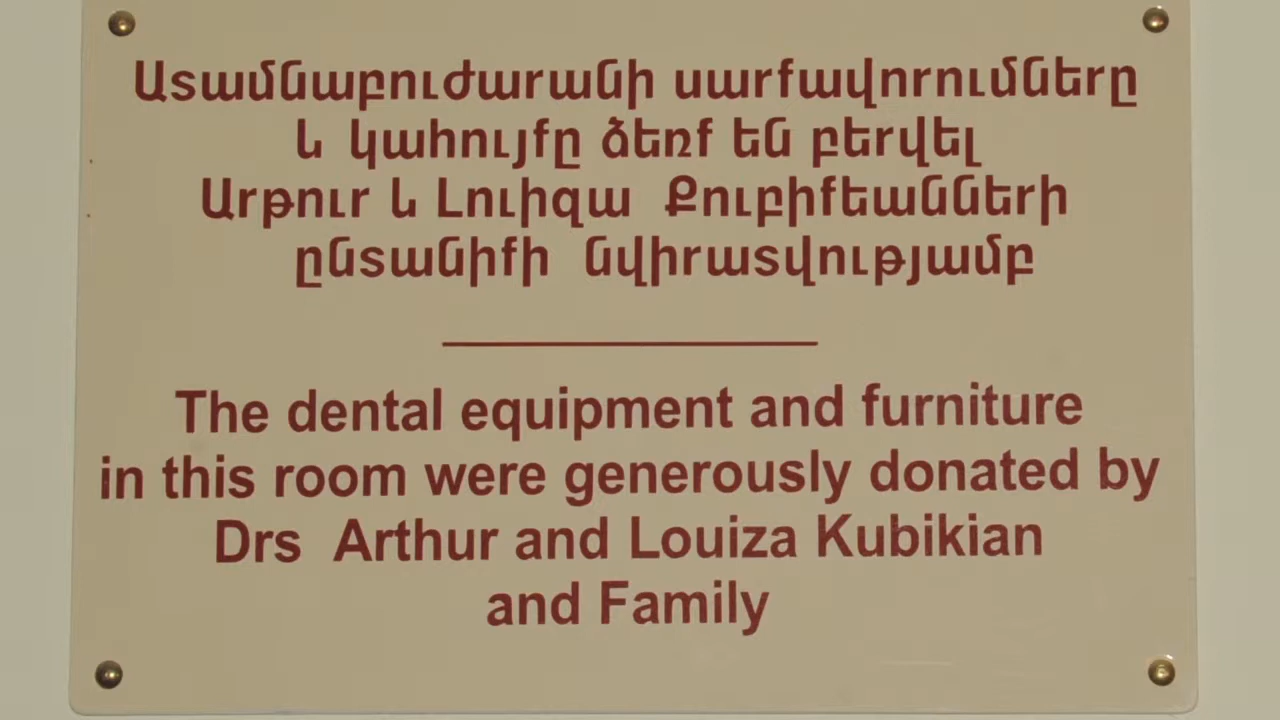 Ատամնաբուժարանի սարքավորումները
և կահույքը ձեռք են բերվել
Արթուր և Լուիզա Քուբիքեանների
ընտանիքի նվիրատվությամբ
The dental equipment and furniture
in this room were generously donated by
Drs Arthur and Louiza Kubikian
and Family